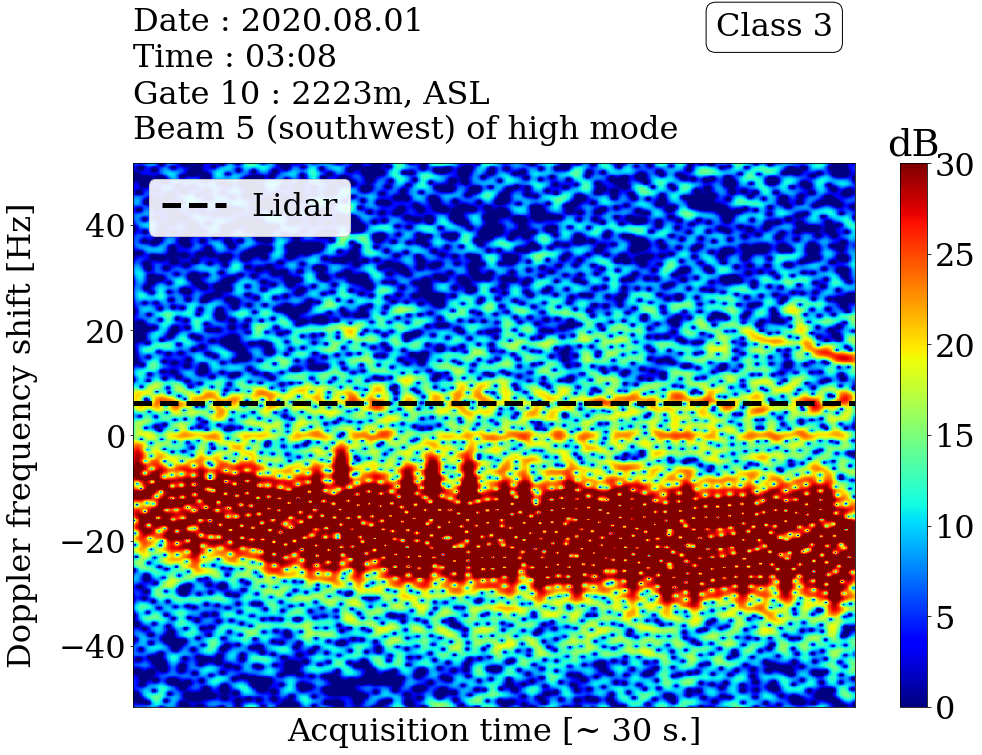 Date : 2020.08.01
Time : 03:08
Gate 10 : 2223m, ASL
Beam 5 (southwest) of high mode
Class 3
dB
Lidar
Doppler frequency shift [Hz]
40
20
0
−20
−40
Acquisition time [~ 30 s.]
30
25
20
15
10
5
0